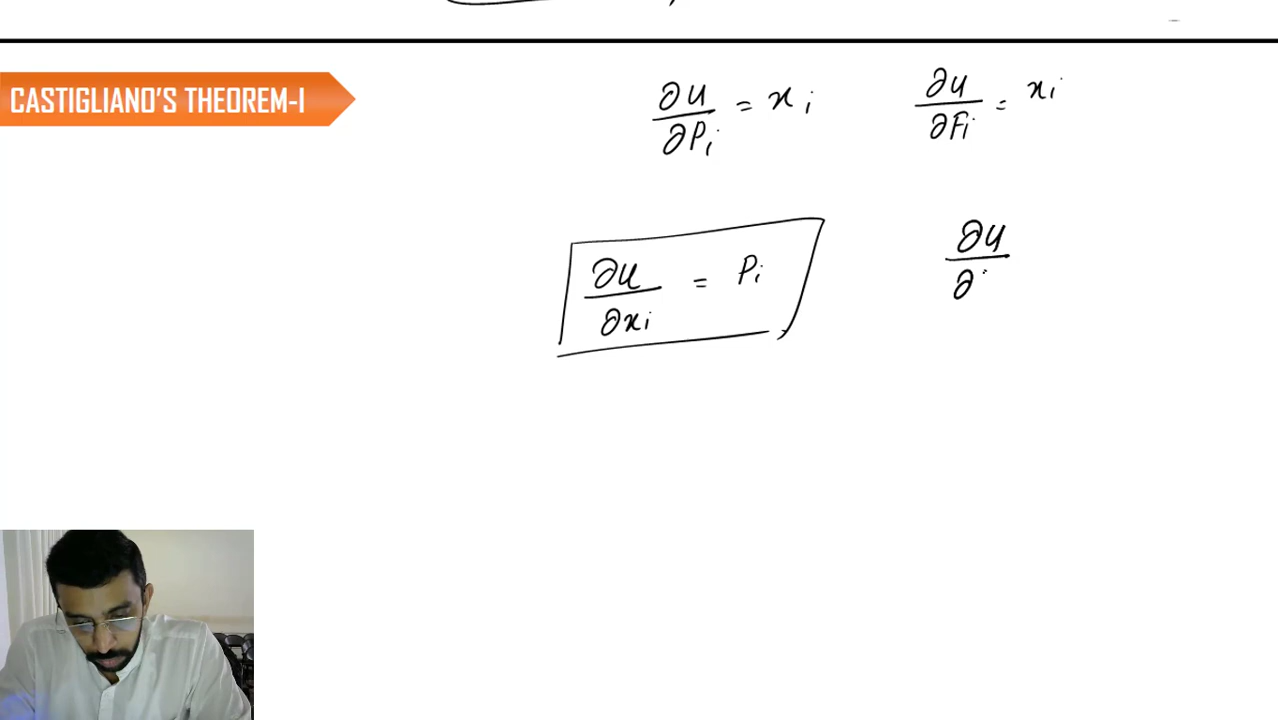 CASTIGLIANO'S THEOREM-I
∂U/∂Pi = xi
∂U/∂Fi = xi
∂U/∂xi = Pi
∂U/∂